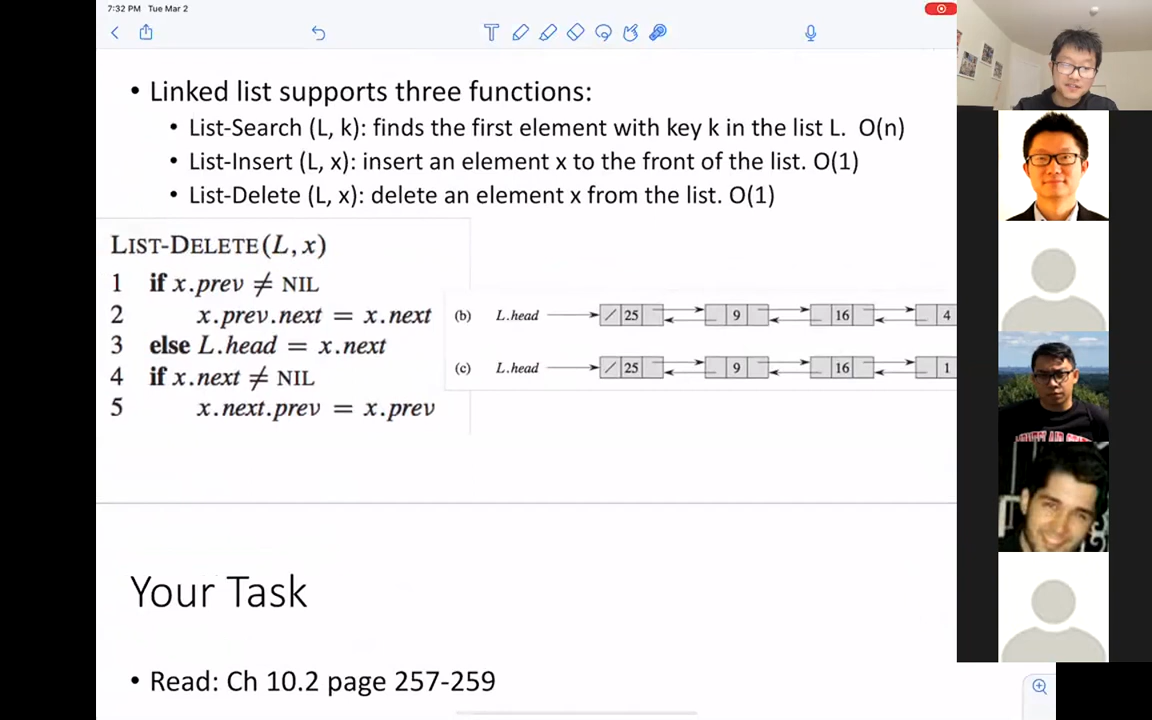 7:32 PM Tue Mar 2
• Linked list supports three functions:
• List-Search (L, k): finds the first element with key k in the list L. O(n)
• List-Insert (L, x): insert an element x to the front of the list. O(1)
• List-Delete (L, x): delete an element x from the list. O(1)
LIST-DELETE(L, x)
1 if x.prev ≠ NIL
2 x.prev.next = x.next
3 else L.head = x.next
4 if x.next ≠ NIL
5 x.next.prev = x.prev
(b) L.head / 25 9 16 4
(c) L.head / 25 9 16 1
Your Task
• Read: Ch 10.2 page 257-259